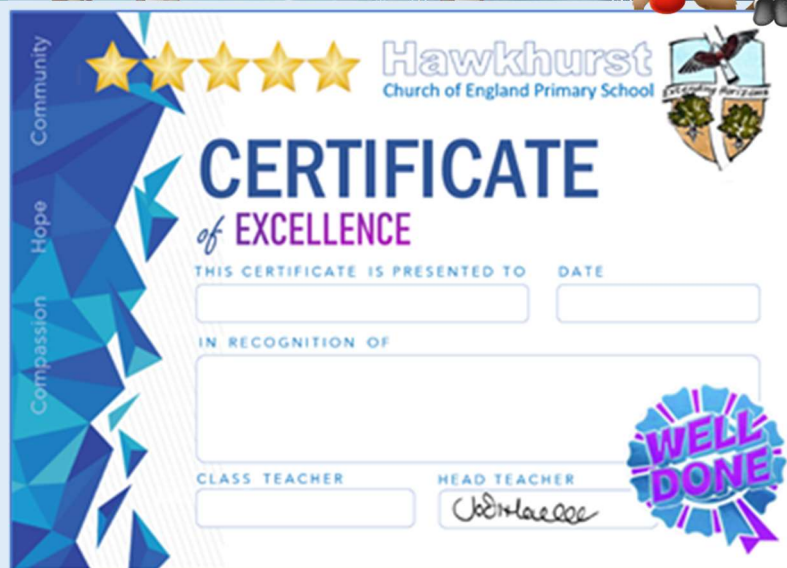 Community
Hope
Compassion
Hawkhurst
Church of England Primary School
Extending Horizons
CERTIFICATE
of EXCELLENCE
THIS CERTIFICATE IS PRESENTED TO
DATE
IN RECOGNITION OF
CLASS TEACHER
HEAD TEACHER
WELL
DONE